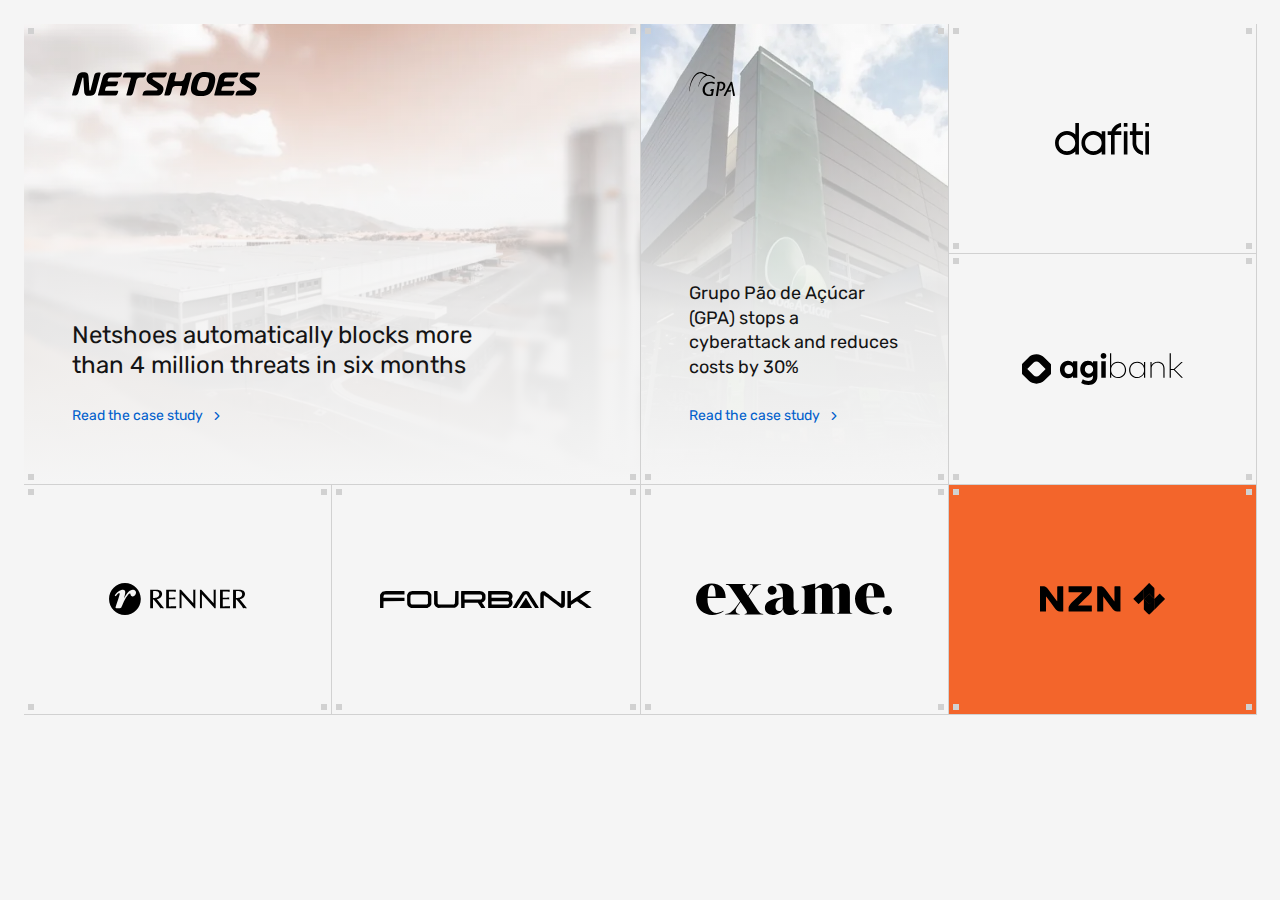 NETSHOES
Netshoes automatically blocks more
than 4 million threats in six months
Read the case study
GPA
Grupo Pão de Açúcar
(GPA) stops a
cyberattack and reduces
costs by 30%
Read the case study
dafiti
agibank
r RENNER
FOURBANK
exame.
NZN